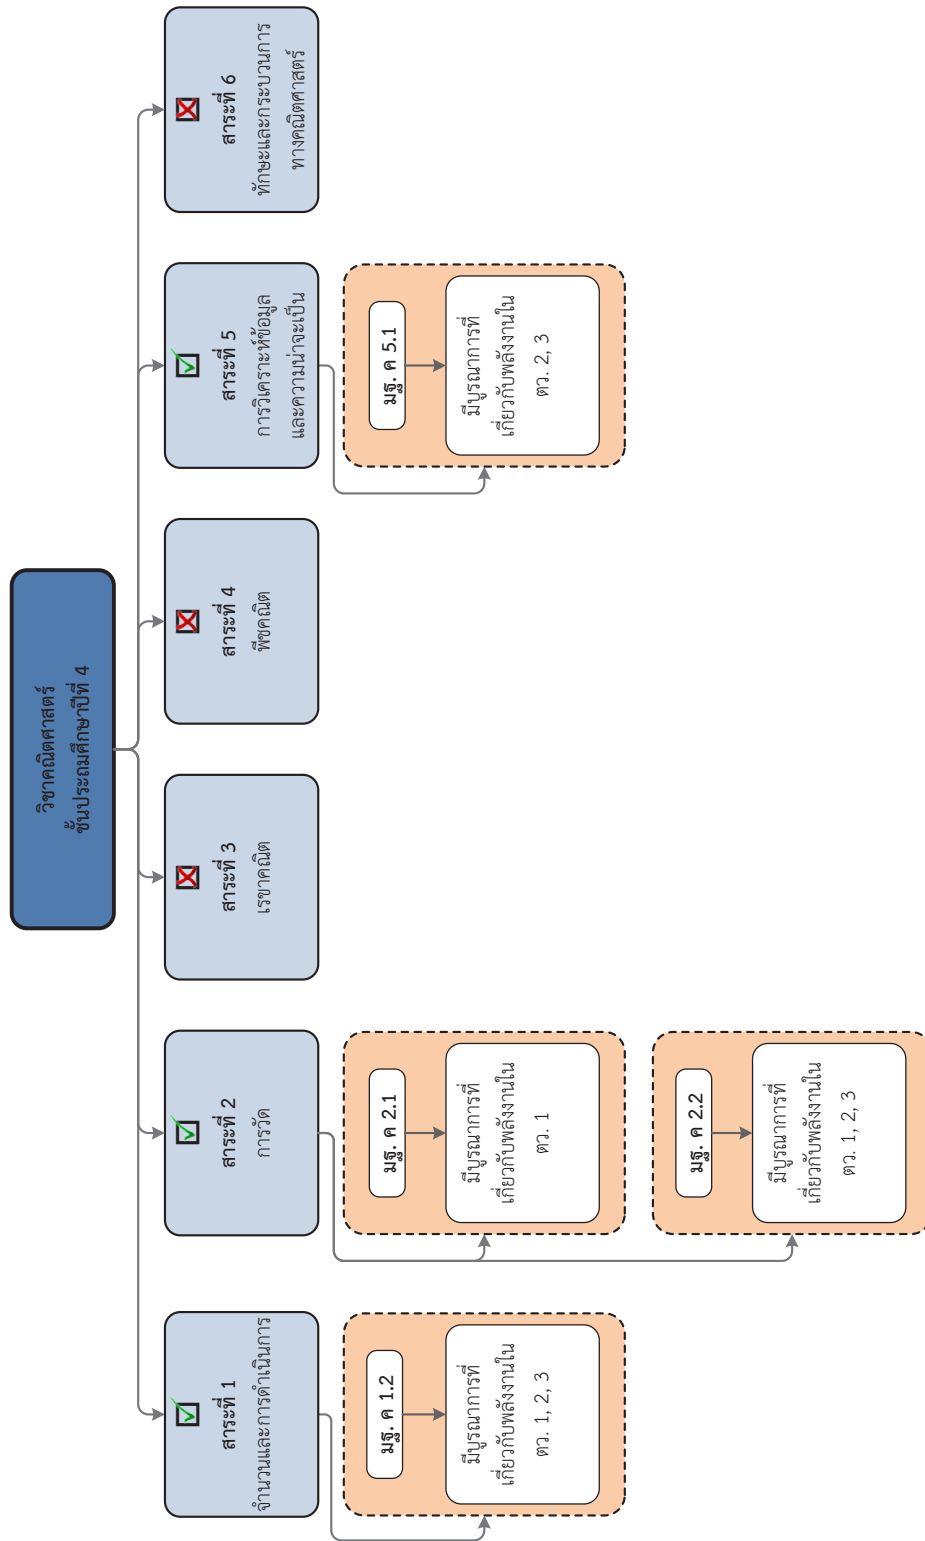 วิชาคณิตศาสตร์
ชั้นประถมศึกษาปีที่ 4
สาระที่ 1
จำนวนและการดำเนินการ
มฐ. ค 1.2
มีบูรณาการที่
เกี่ยวกับพลังงานใน
ตว. 1, 2, 3
สาระที่ 2
การวัด
มฐ. ค 2.1
มีบูรณาการที่
เกี่ยวกับพลังงานใน
ตว. 1
มฐ. ค 2.2
มีบูรณาการที่
เกี่ยวกับพลังงานใน
ตว. 1, 2, 3
สาระที่ 3
เรขาคณิต
สาระที่ 4
พีชคณิต
สาระที่ 5
การวิเคราะห์ข้อมูล
และความน่าจะเป็น
มฐ. ค 5.1
มีบูรณาการที่
เกี่ยวกับพลังงานใน
ตว. 2, 3
สาระที่ 6
ทักษะและกระบวนการ
ทางคณิตศาสตร์